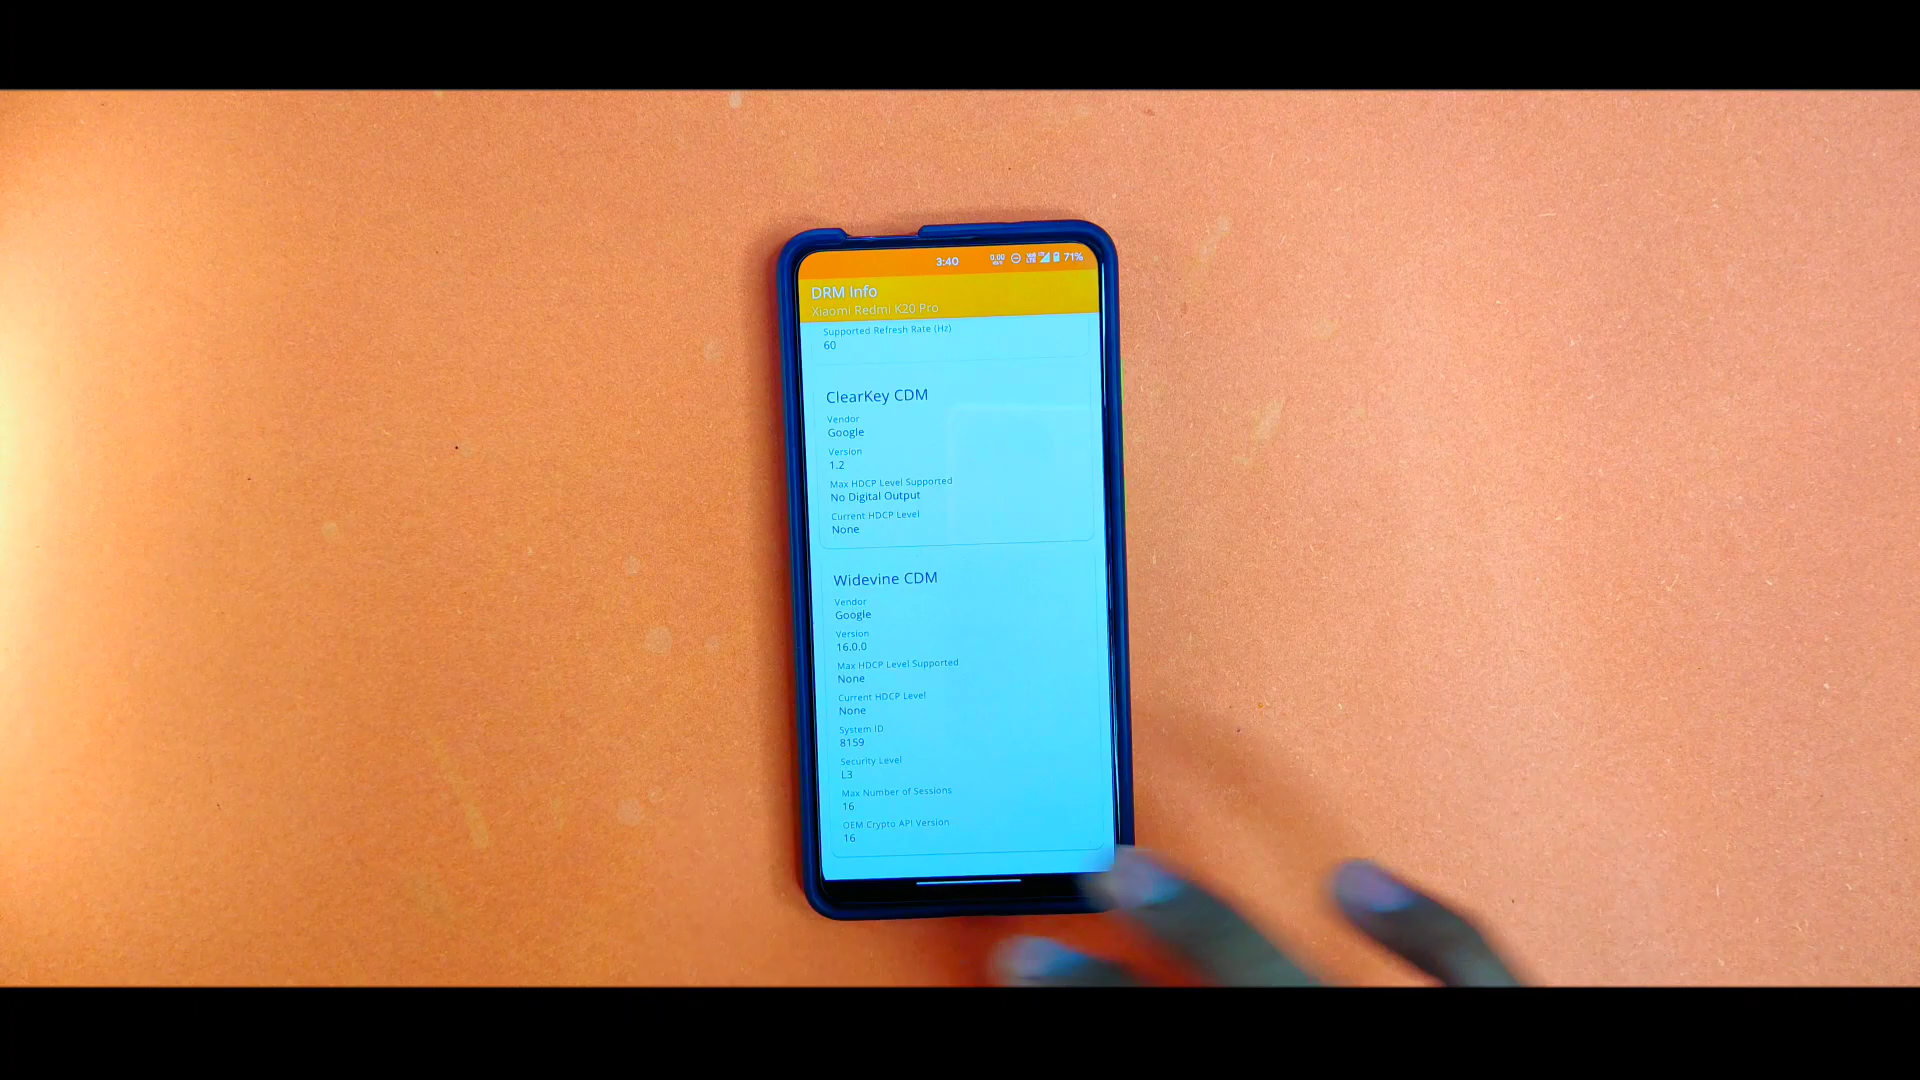 3:40
0.00
71%
DRM Info
Xiaomi Redmi K20 Pro
Supported Refresh Rate (Hz)
60
ClearKey CDM
Vendor
Google
Version
1.2
Max HDCP Level Supported
No Digital Output
Current HDCP Level
None
Widevine CDM
Vendor
Google
Version
16.0.0
Max HDCP Level Supported
None
Current HDCP Level
None
System ID
8159
Security Level
L3
Max Number of Sessions
16
OEM Crypto API Version
16